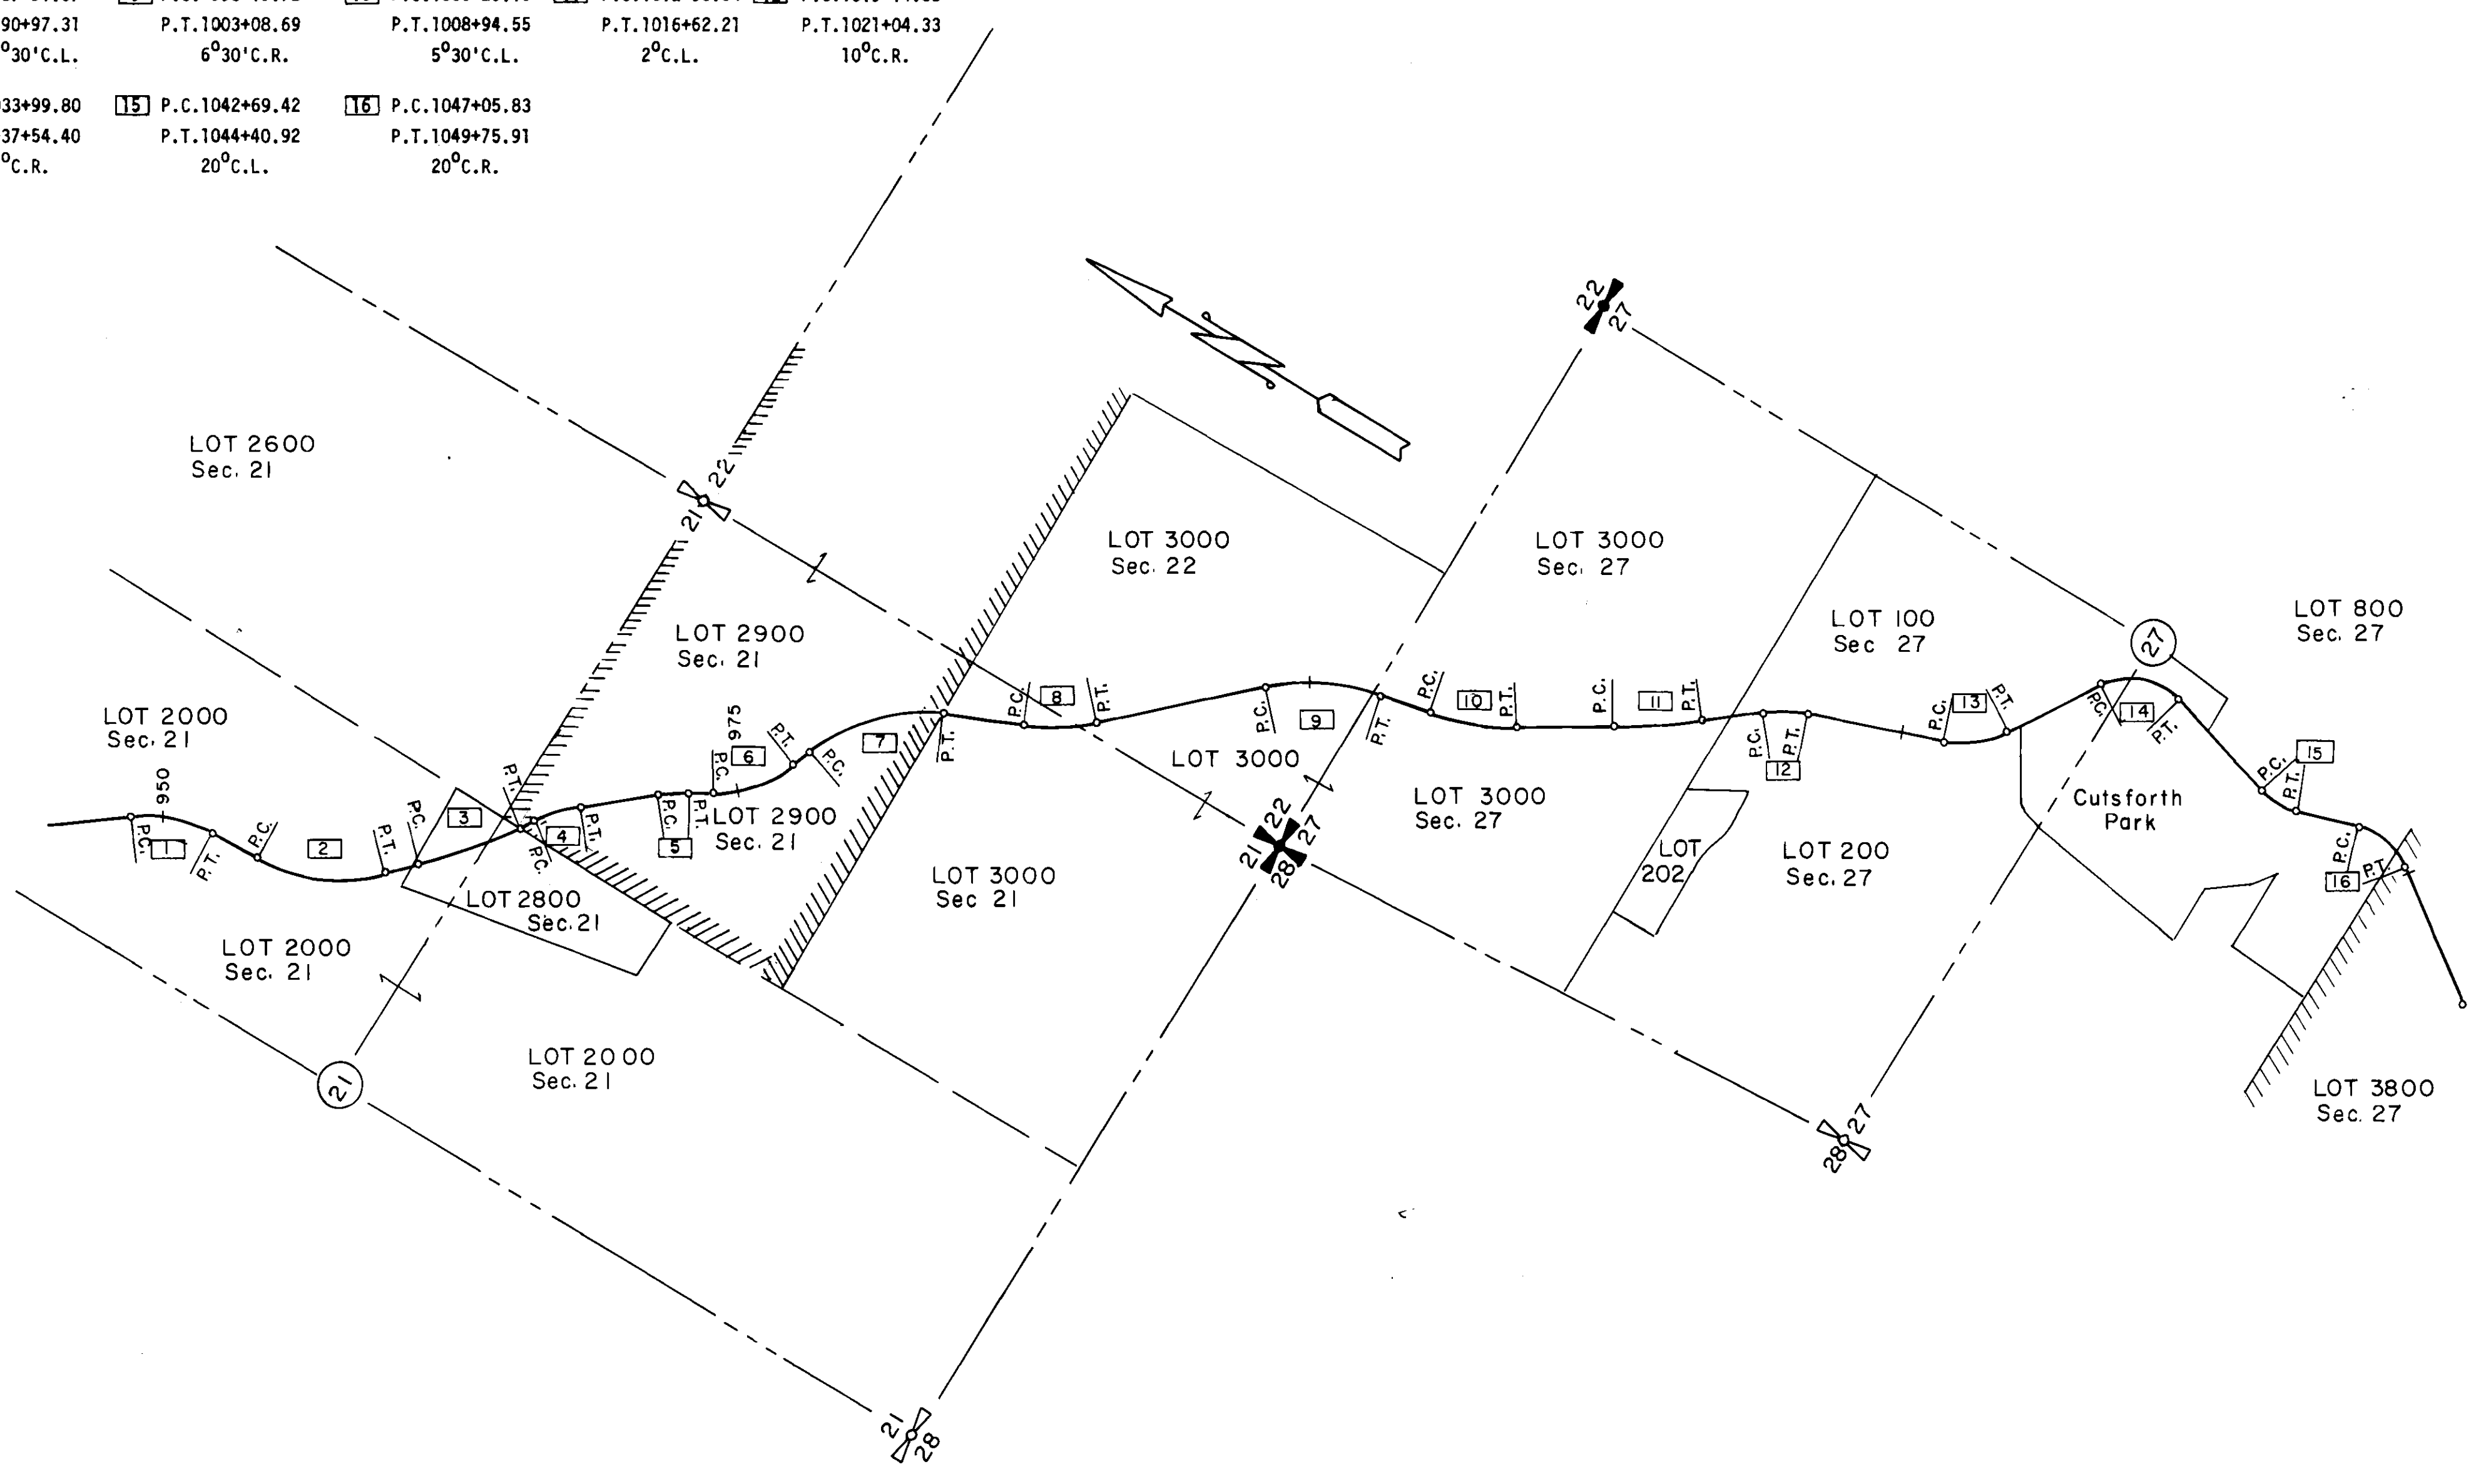 90+97.31 P.T.1003+08.69 P.T.1008+94.55 P.T.1016+62.21 P.T.1021+04.33
°30'C.L. 6°30'C.R. 5°30'C.L. 2°C.L. 10°C.R.
33+99.80 15 P.C.1042+69.42 16 P.C.1047+05.83
37+54.40 P.T.1044+40.92 P.T.1049+75.91
°C.R. 20°C.L. 20°C.R.
22
27
LOT 2600
Sec. 21
22
21
LOT 3000
Sec. 22
LOT 3000
Sec. 27
LOT 100
Sec 27
LOT 800
Sec. 27
27
LOT 2900
Sec. 21
LOT 2000
Sec. 21
950
975
P.C.
1
P.T.
P.C.
2
P.T.
P.C.
3
P.T.
P.C.
4
P.T.
P.C.
5
P.T.
P.C.
6
P.T.
P.C.
7
P.T.
P.C.
8
P.T.
P.C.
9
P.T.
P.C.
10
P.T.
P.C.
11
P.T.
P.C.
12
P.T.
P.C.
13
P.T.
P.C.
14
P.T.
P.C.
15
P.T.
P.C.
16
P.T.
LOT 3000
LOT 2900
Sec. 21
LOT 3000
Sec. 27
Cutsforth
Park
22
21 27
28
LOT
202
LOT 200
Sec. 27
LOT 3000
Sec 21
LOT 2800
Sec. 21
LOT 2000
Sec. 21
LOT 2000
Sec. 21
21
LOT 3800
Sec. 27
27
28
21
28
N